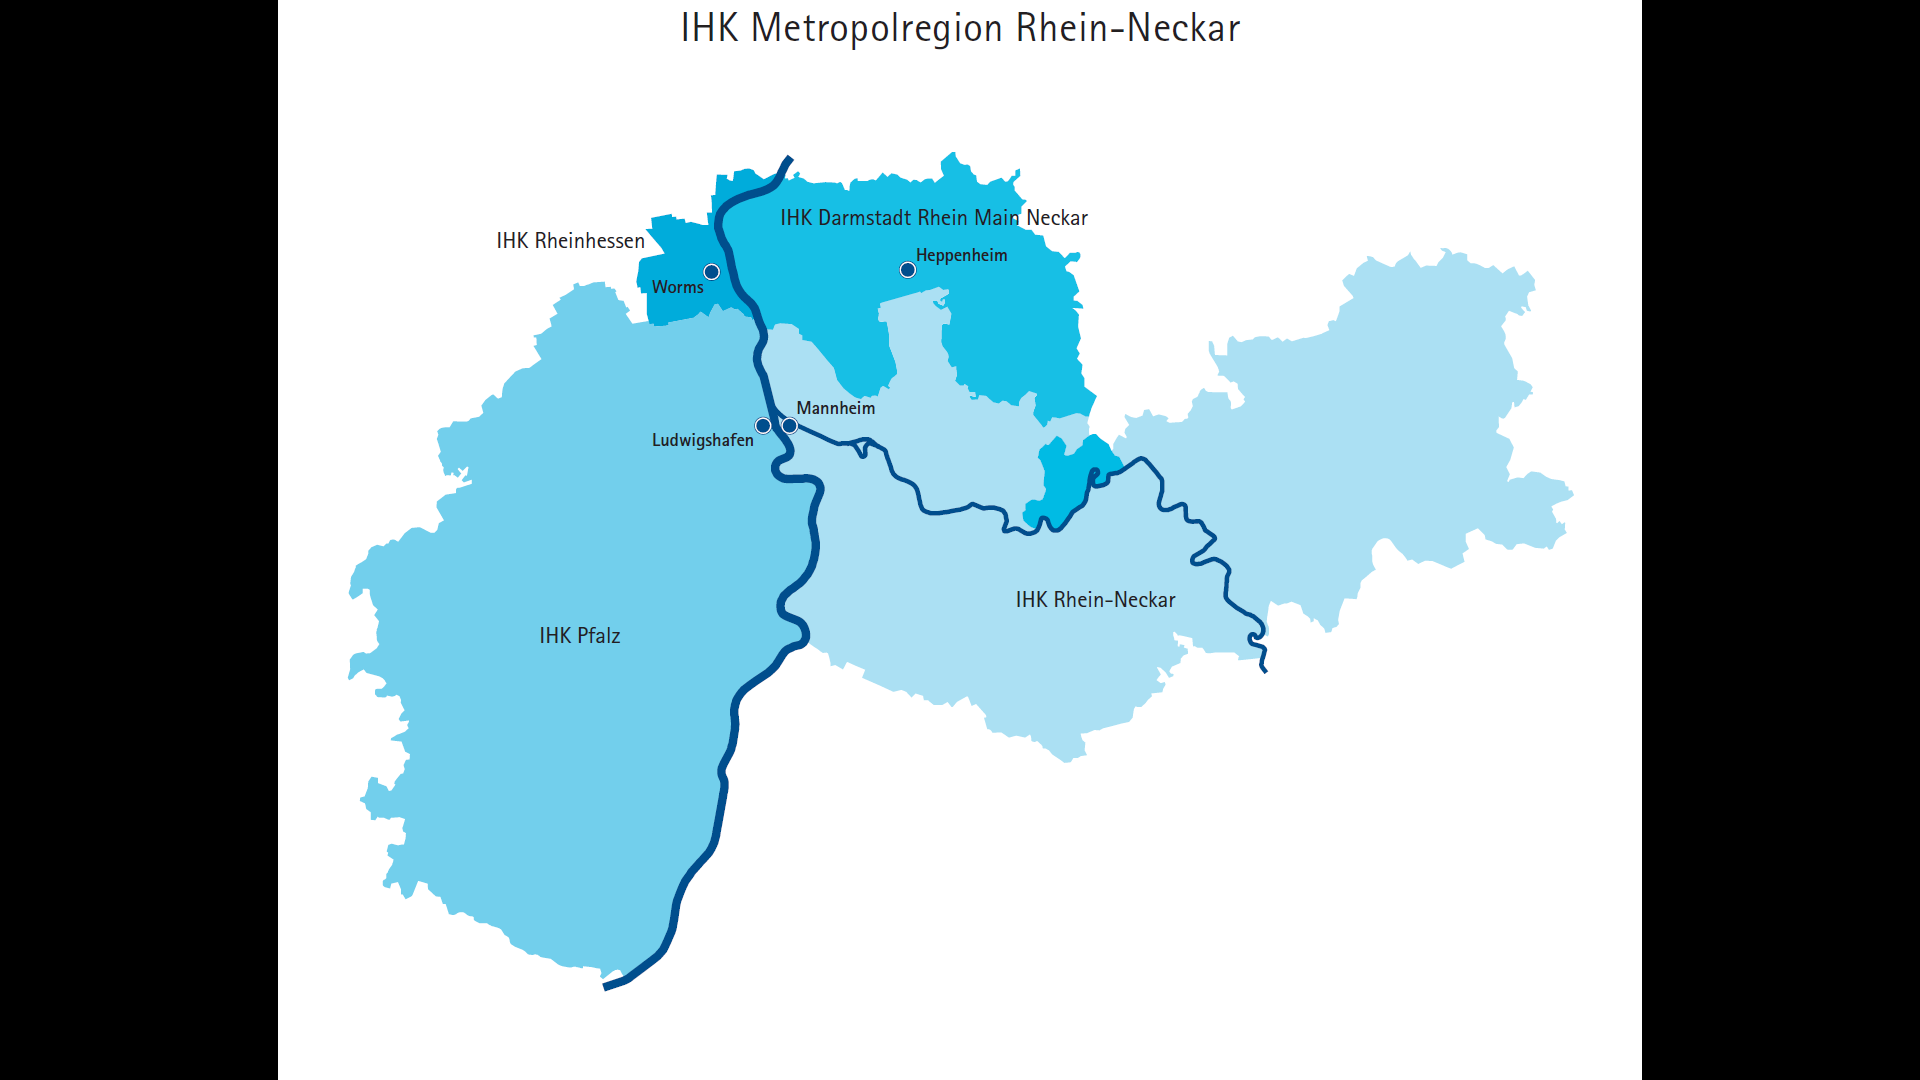 IHK Metropolregion Rhein-Neckar
IHK Darmstadt Rhein Main Neckar
IHK Rheinhessen
Heppenheim
Worms
Mannheim
Ludwigshafen
IHK Rhein-Neckar
IHK Pfalz